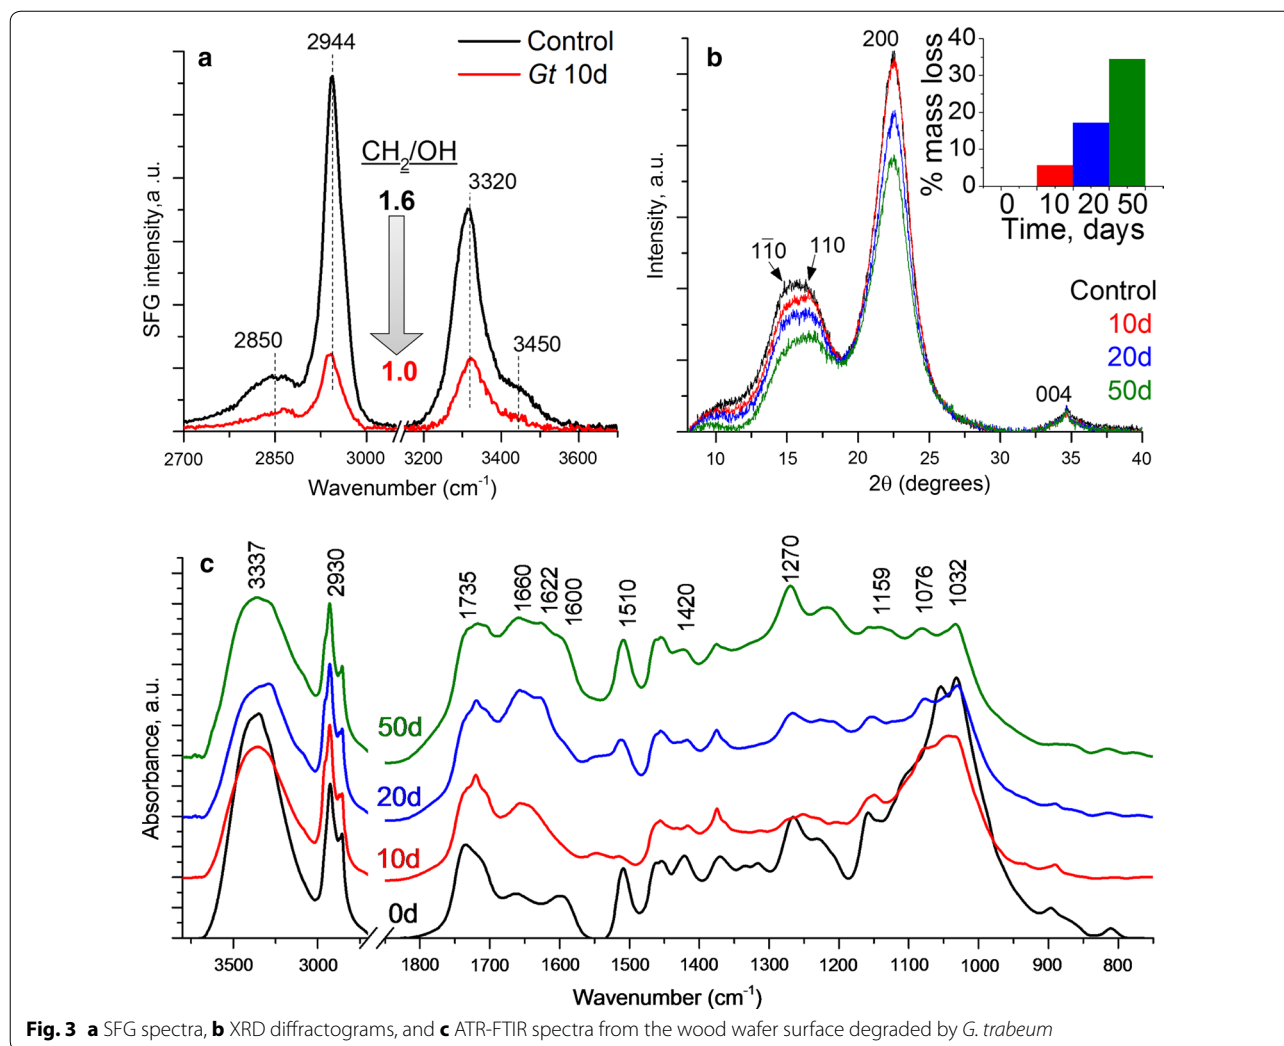 a
2944
Control
Gt 10d
CH2/OH
1.6
3320
2850
1.0
3450
SFG intensity,a .u.
2700 2850 3000 3200 3400 3600
Wavenumber (cm-1)
b
200
% mass loss
40
30
20
10
0
0 10 20 50
Time, days
11̅0 110
Intensity, a.u.
Control
10d
20d
50d
004
10 15 20 25 30 35 40
2θ (degrees)
c
3337 2930 1735 1660 1622 1600 1510 1420 1270 1159 1076 1032
Absorbance, a.u.
50d
20d
10d
0d
3500 3000 1800 1700 1600 1500 1400 1300 1200 1100 1000 900 800
Wavenumber (cm-1)
Fig. 3 a SFG spectra, b XRD diffractograms, and c ATR-FTIR spectra from the wood wafer surface degraded by G. trabeum